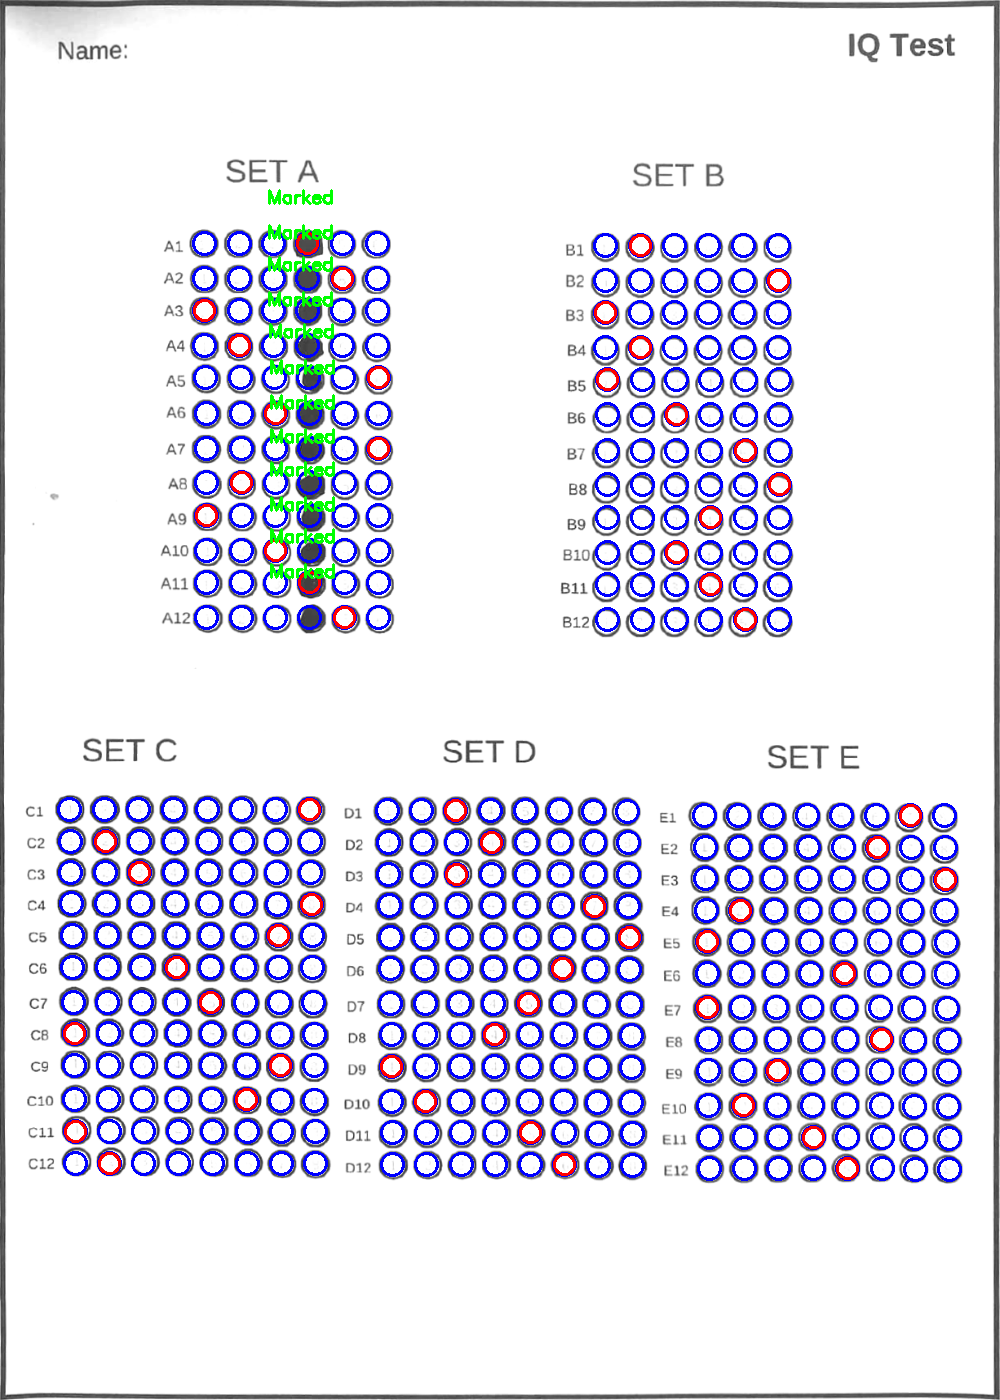 Name:
IQ Test
SET A
SET B
Marked
Marked
A1
Marked
A2
Marked
A3
Marked
A4
Marked
A5
Marked
A6
Marked
A7
Marked
A8
Marked
A9
Marked
A10
Marked
A11
A12
B1
B2
B3
B4
B5
B6
B7
B8
B9
B10
B11
B12
SET C
SET D
SET E
C1
C2
C3
C4
C5
C6
C7
C8
C9
C10
C11
C12
D1
D2
D3
D4
D5
D6
D7
D8
D9
D10
D11
D12
E1
E2
E3
E4
E5
E6
E7
E8
E9
E10
E11
E12